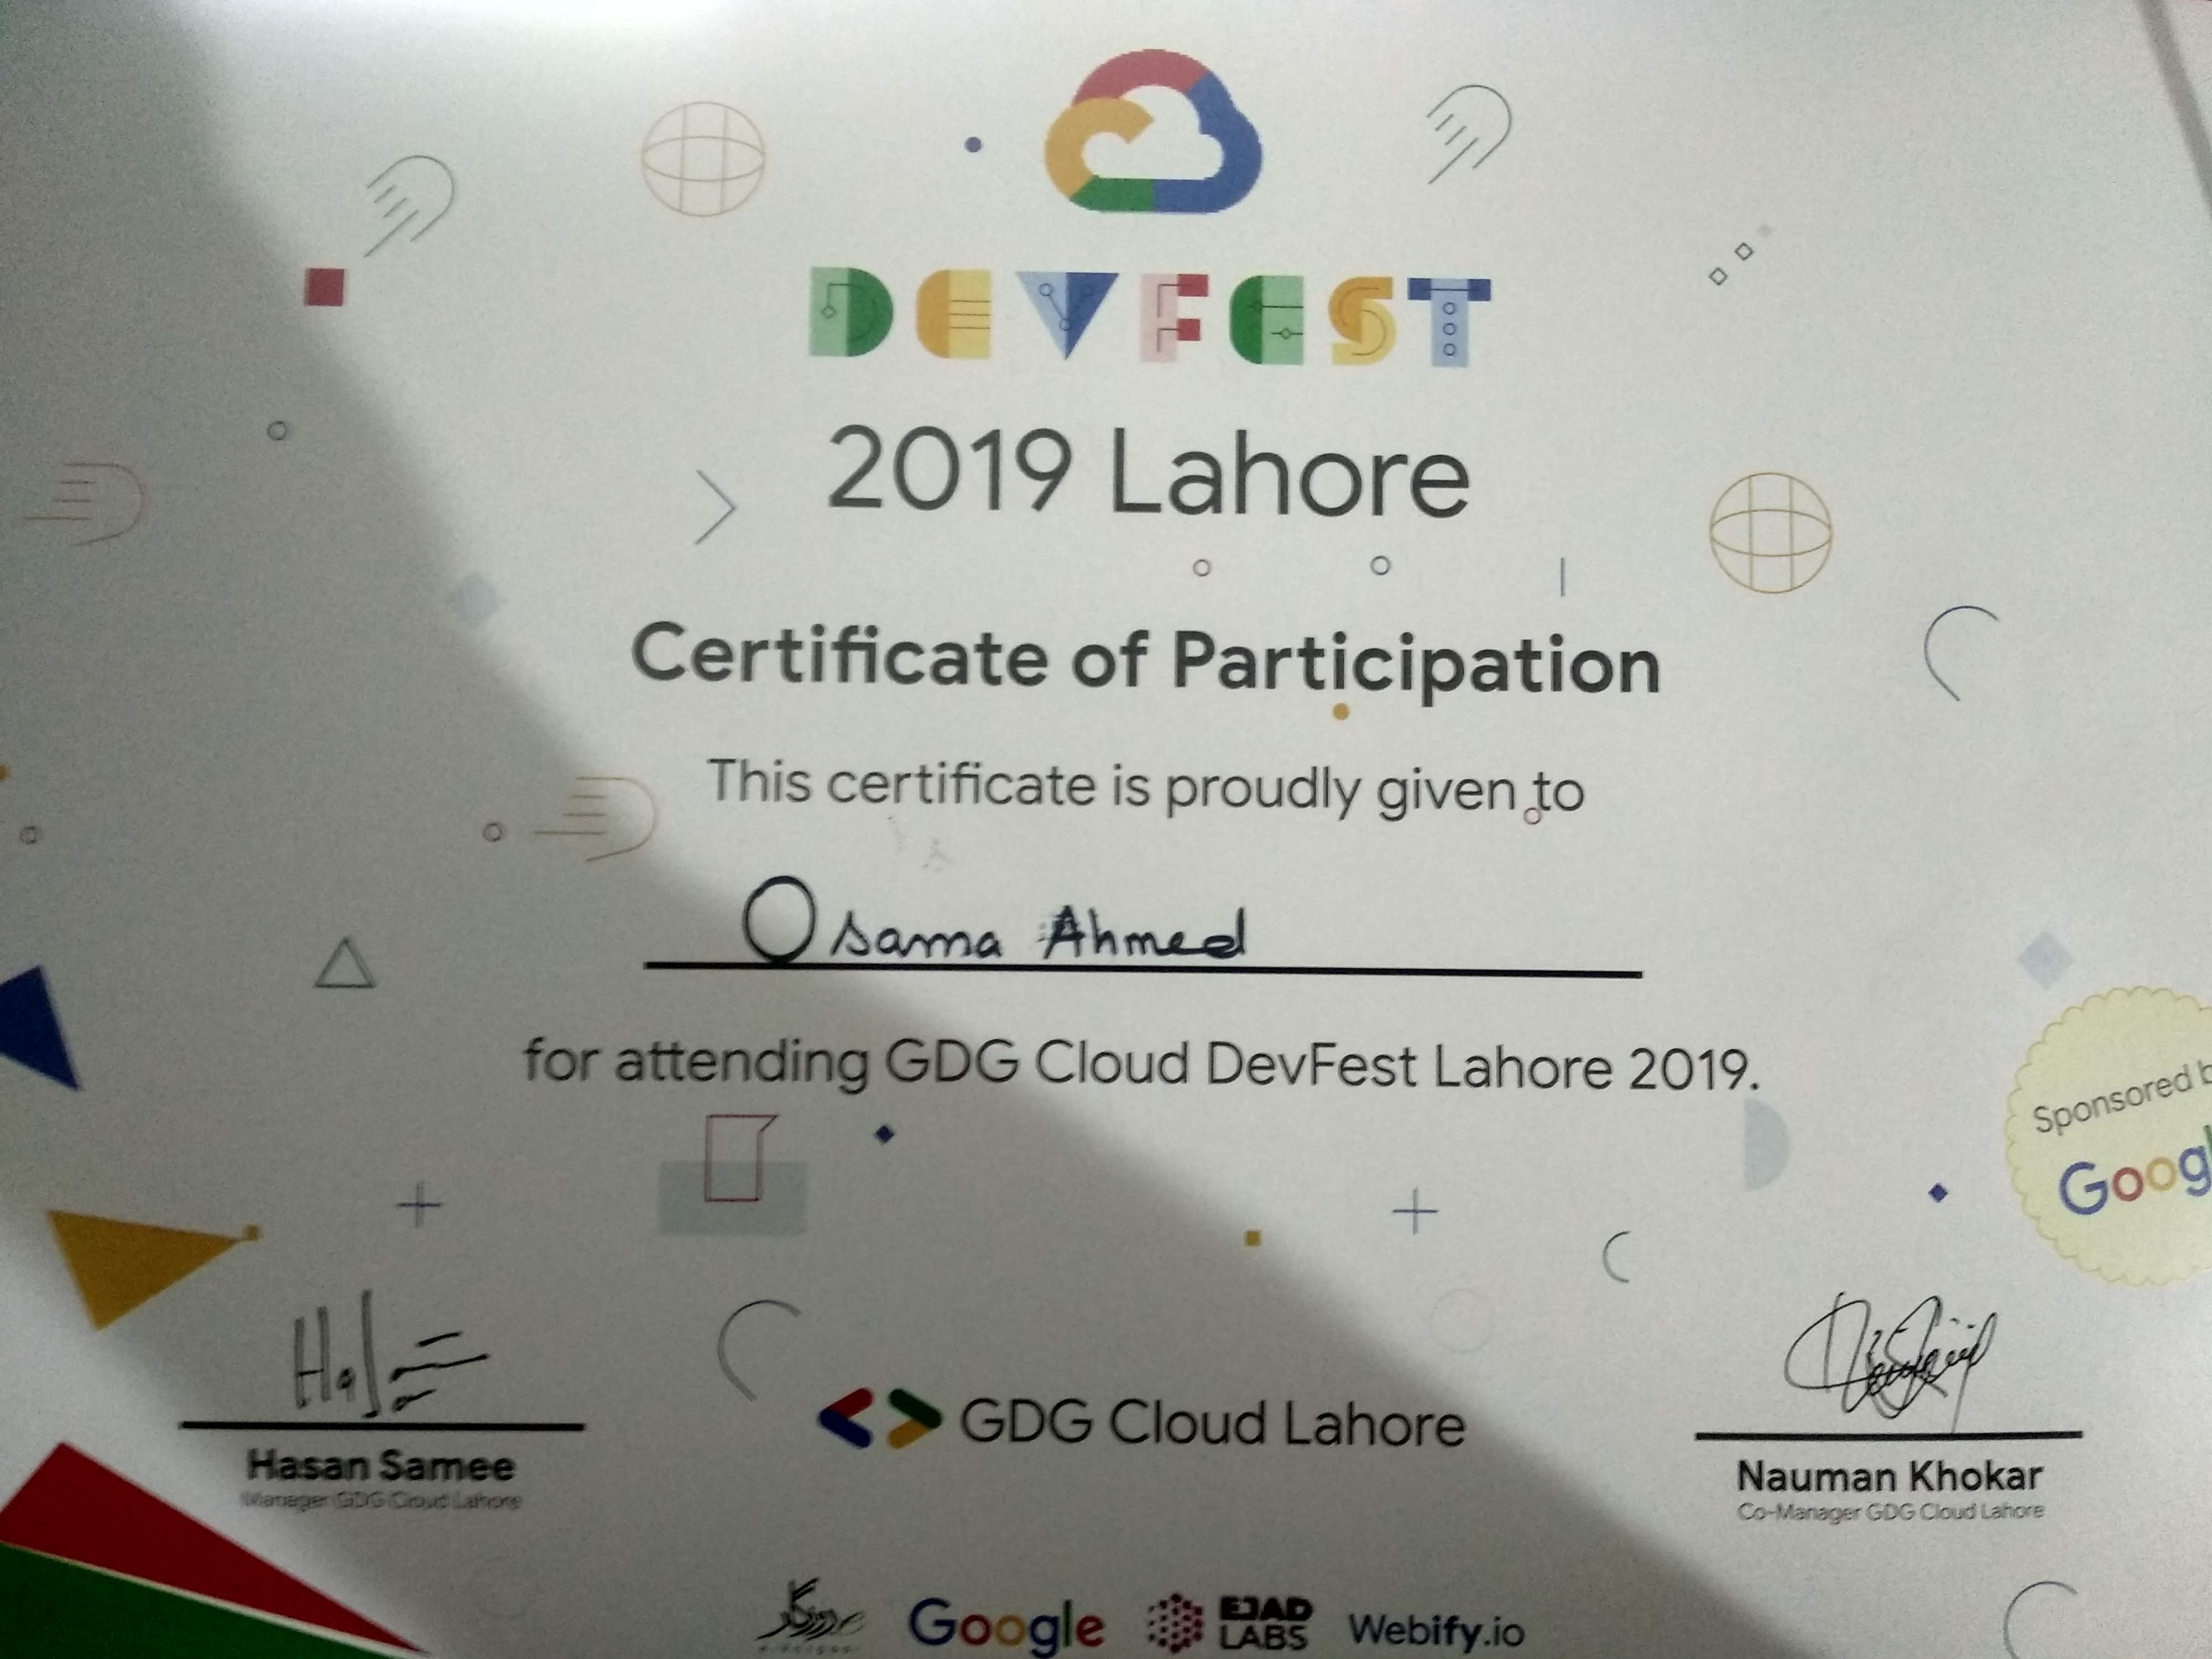 DEVFEST
2019 Lahore
Certificate of Participation
This certificate is proudly given to
Osama Ahmed
for attending GDG Cloud DevFest Lahore 2019.
Sponsored b
Googl
Hasan Samee
Manager GDG Cloud Lahore
GDG Cloud Lahore
Nauman Khokar
Co-Manager GDG Cloud Lahore
Google
EJAD
LABS
Webify.io